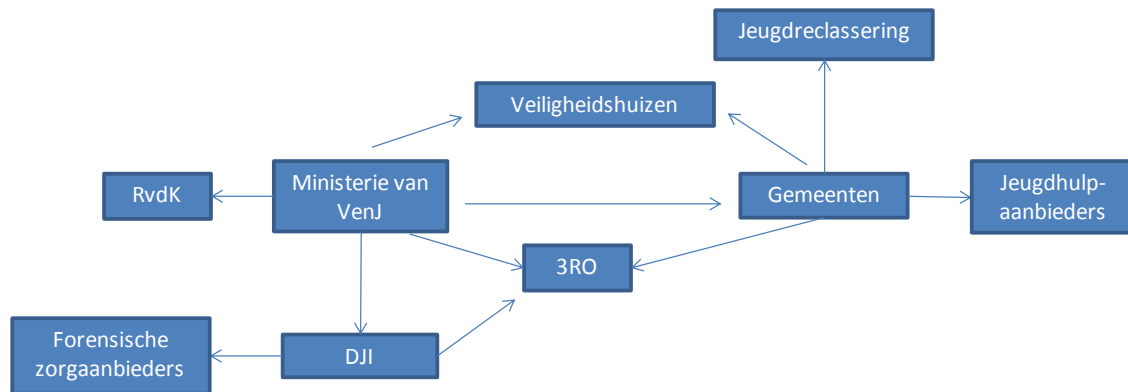 Jeugdreclassering
Veiligheidshuizen
RvdK
Ministerie van
VenJ
Gemeenten
Jeugdhulp-
aanbieders
3RO
Forensische
zorgaanbieders
DJI